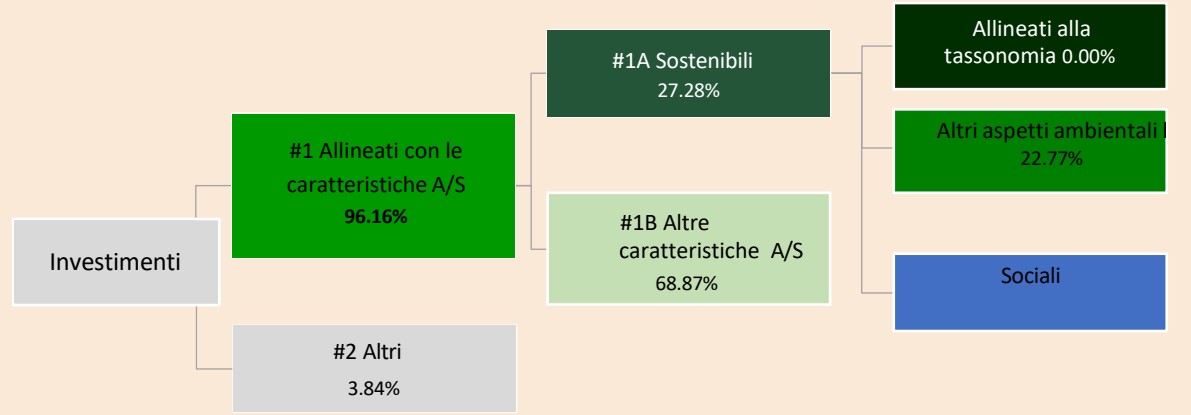 Investimenti
#1 Allineati con le
caratteristiche A/S
96.16%
#2 Altri
3.84%
#1A Sostenibili
27.28%
#1B Altre
caratteristiche A/S
68.87%
Allineati alla
tassonomia 0.00%
Altri aspetti ambientali
22.77%
Sociali